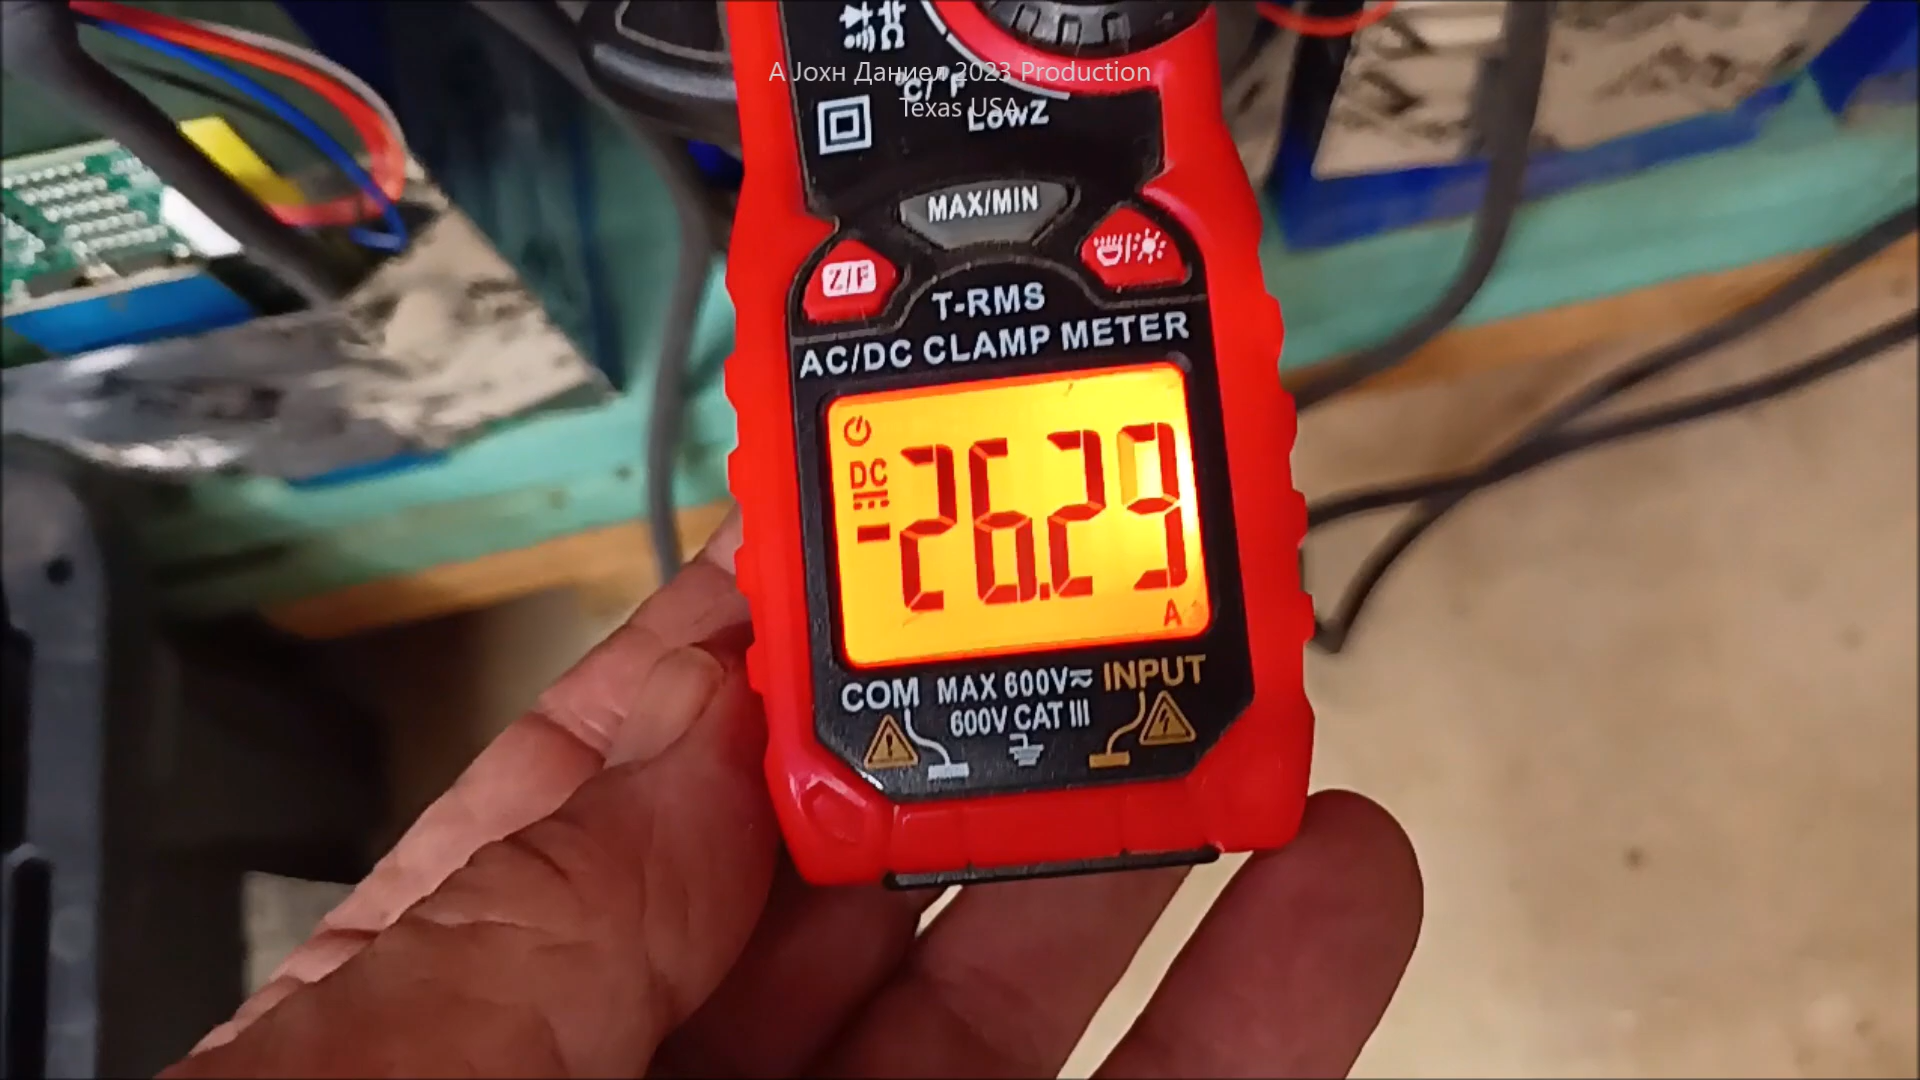 A Joxн Даниел 2023 Production
Texas USA
°C/°F
LowZ
MAX/MIN
Z/F
T-RMS
AC/DC CLAMP METER
DC
-26.29
A
COM MAX 600V INPUT
600V CAT III